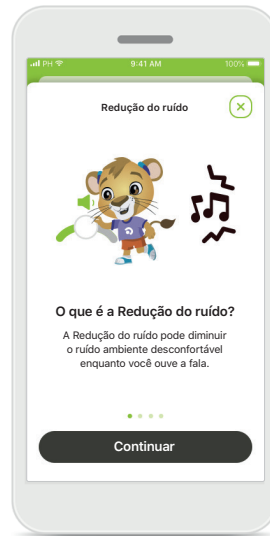 PH 9:41 AM 100%
Redução do ruído
O que é a Redução do ruído?
A Redução do ruído pode diminuir
o ruído ambiente desconfortável
enquanto você ouve a fala.
Continuar